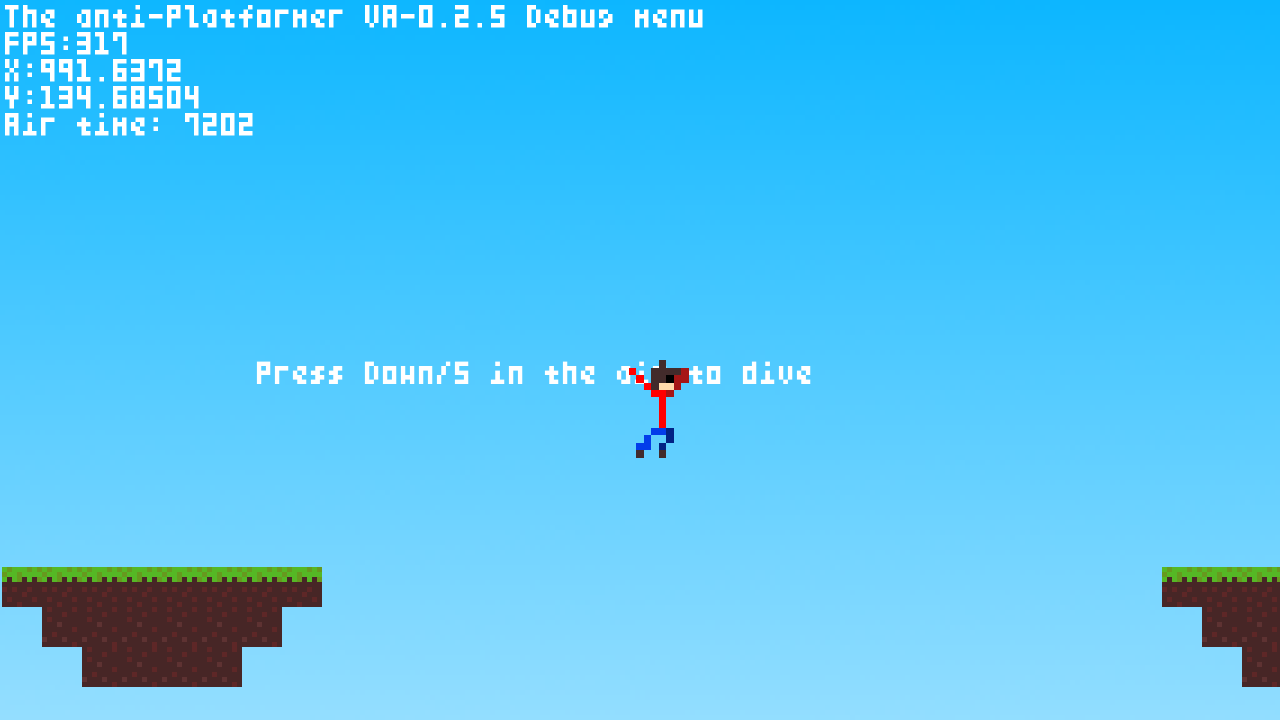 The anti-Platformer VA-0.2.5 Debug menu
FPS:317
X:991.6372
Y:134.68504
Air time: 7202
Press Down/S in the air to dive